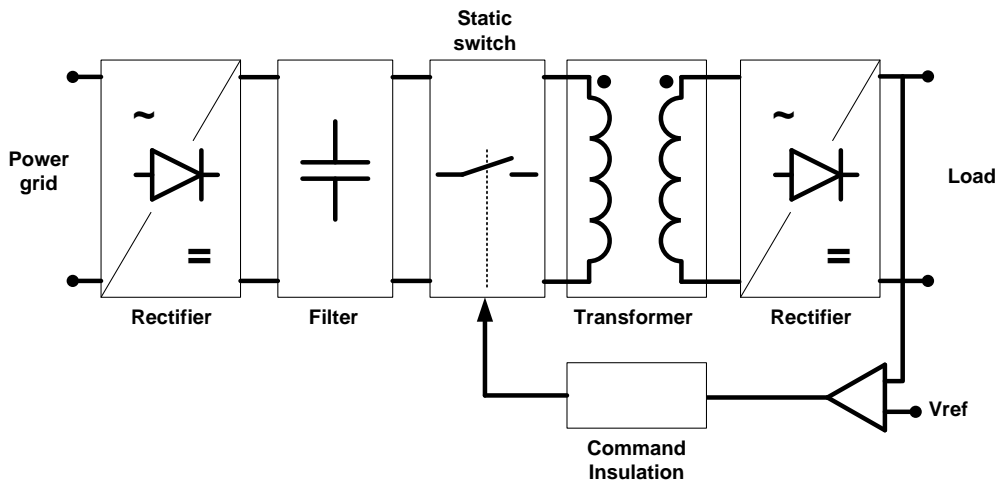 Static
switch
~
~
Power
grid
Load
=
=
Rectifier
Filter
Transformer
Rectifier
Vref
Command
Insulation